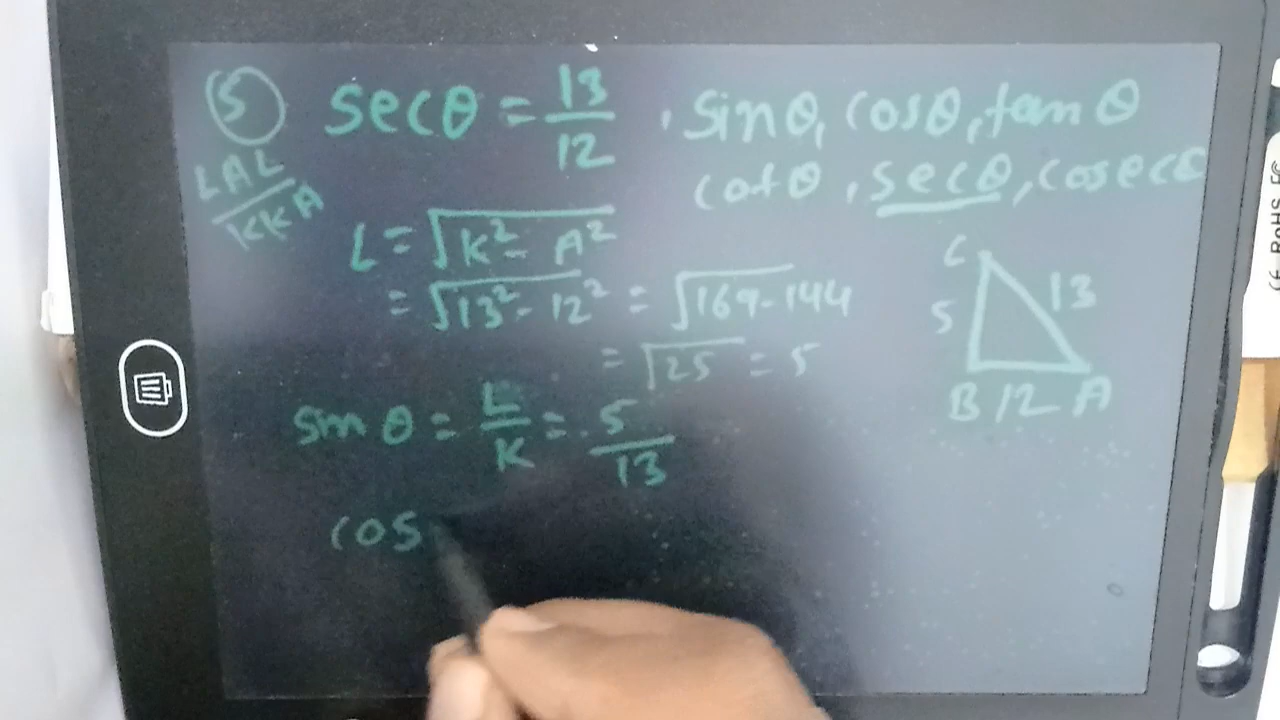 5 secθ = 13/12 , sinθ, cosθ, tanθ
cotθ, secθ, cosecθ
LAL/KKA
L = √K² - A²
= √13² - 12² = √169-144
= √25 = 5
sinθ = L/K = 5/13
cos
C
5 13
B 12 A
RoHS